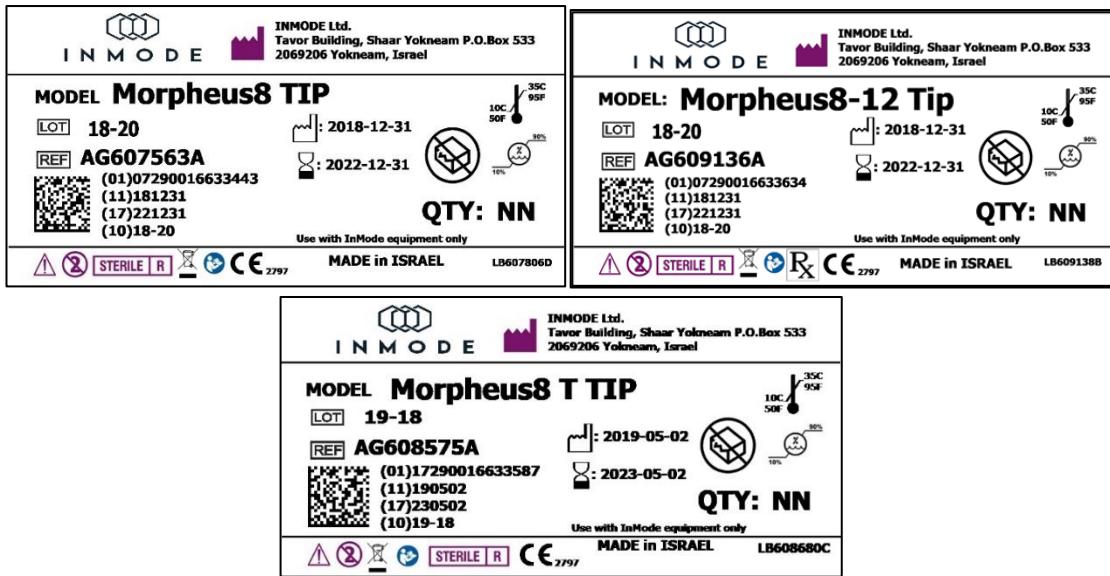 INMODE
INMODE Ltd.
Tavor Building, Shaar Yokneam P.O.Box 533
2069206 Yokneam, Israel
MODEL Morpheus8 TIP
LOT 18-20
REF AG607563A
(01)07290016633443
(11)181231
(17)221231
(10)18-20
: 2018-12-31
: 2022-12-31
35C
95F
10C
50F
90%
10%
QTY: NN
Use with InMode equipment only
2 STERILE R CE 2797 MADE in ISRAEL LB607806D
INMODE
INMODE Ltd.
Tavor Building, Shaar Yokneam P.O.Box 533
2069206 Yokneam, Israel
MODEL: Morpheus8-12 Tip
LOT 18-20
REF AG609136A
(01)07290016633634
(11)181231
(17)221231
(10)18-20
: 2018-12-31
: 2022-12-31
35C
95F
10C
50F
90%
10%
QTY: NN
Use with InMode equipment only
2 STERILE R Rx CE 2797 MADE in ISRAEL LB609138B
INMODE
INMODE Ltd.
Tavor Building, Shaar Yokneam P.O.Box 533
2069206 Yokneam, Israel
MODEL Morpheus8 T TIP
LOT 19-18
REF AG608575A
(01)17290016633587
(11)190502
(17)230502
(10)19-18
: 2019-05-02
: 2023-05-02
35C
95F
10C
50F
90%
10%
QTY: NN
Use with InMode equipment only
2 STERILE R CE 2797 MADE in ISRAEL LB608680C